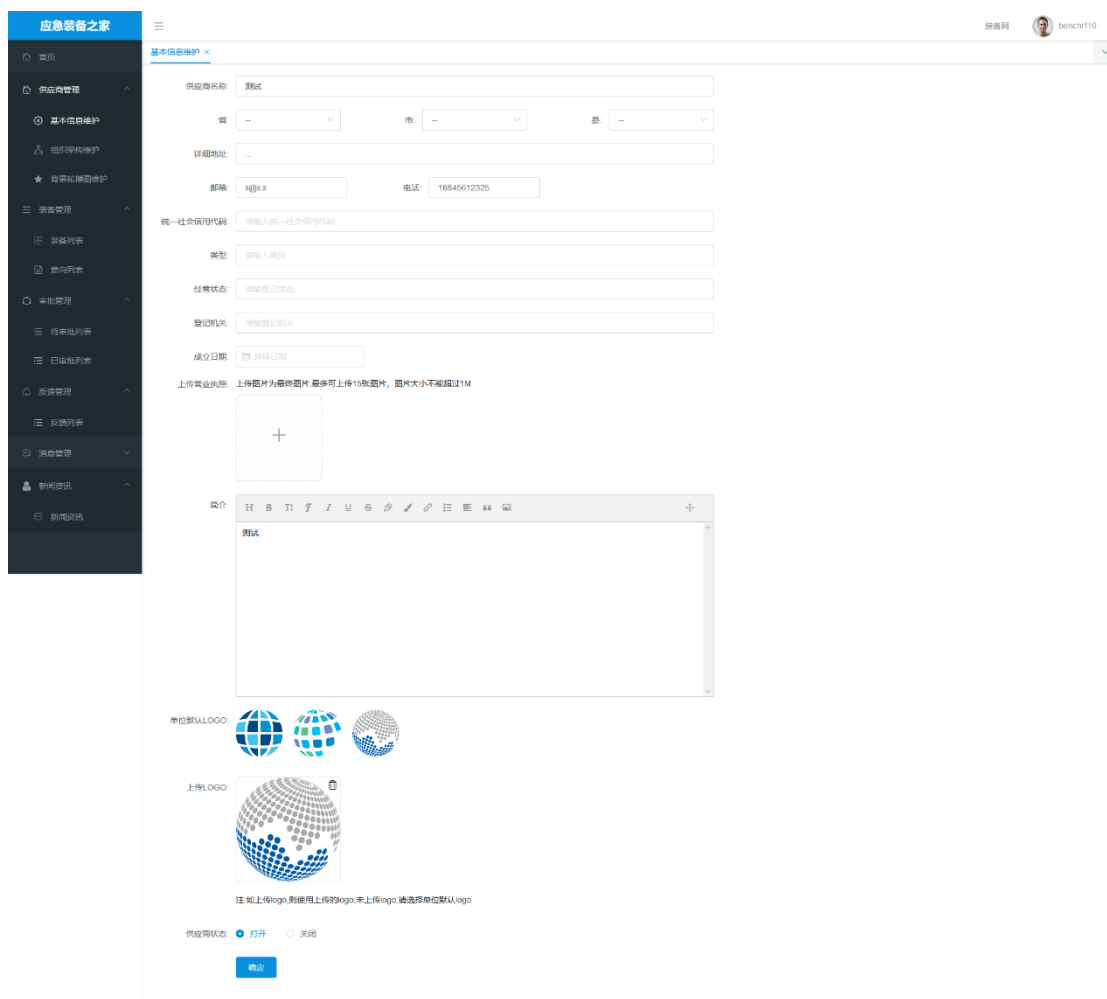 应急装备之家
装备网
benchi110
首页
供应商管理
基本信息维护
组织架构维护
背景轮播图维护
装备管理
装备列表
意向列表
审批管理
待审批列表
已审批列表
反馈管理
反馈列表
消息管理
新闻资讯
新闻资讯
基本信息维护 ×
供应商名称: 测试
省: -- 市: -- 县: --
详细地址: ...
邮箱: x@x.x 电话: 18845612325
统一社会信用代码: 请输入统一社会信用代码
类型: 请输入类别
经营状态: 请输登记状态
登记机关: 请输登记机关
成立日期: 选择日期
上传营业执照: 上传图片为最终图片,最多可上传15张图片，图片大小不能超过1M
简介:
测试
单位默认LOGO:
上传LOGO:
注:如上传logo,则使用上传的logo;未上传logo,请选择单位默认logo
供应商状态: 打开 关闭
确定